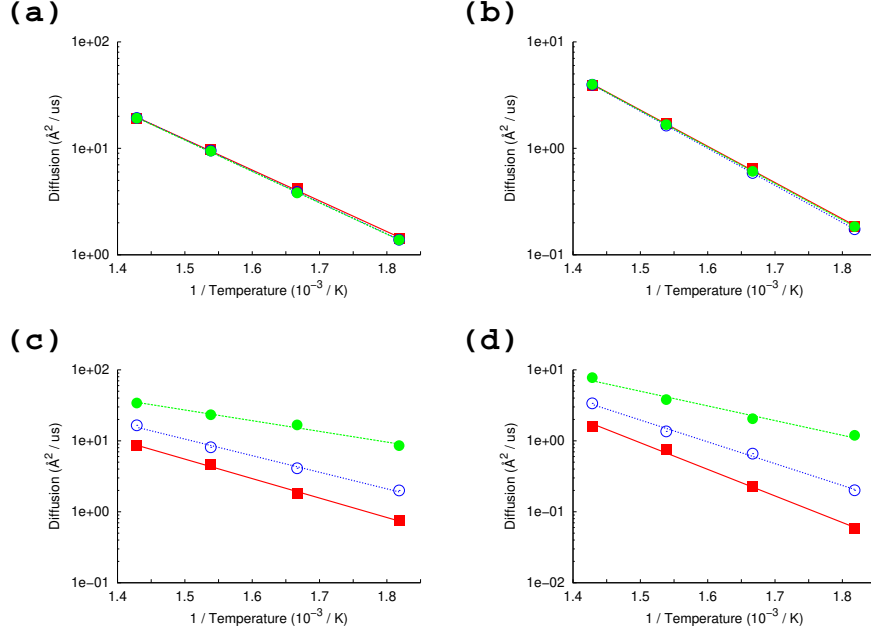 (a)
1e+02
1e+01
1e+00
Diffusion (Å² / us)
1.4 1.5 1.6 1.7 1.8
1 / Temperature (10⁻³ / K)
(b)
1e+01
1e+00
1e−01
Diffusion (Å² / us)
1.4 1.5 1.6 1.7 1.8
1 / Temperature (10⁻³ / K)
(c)
1e+02
1e+01
1e+00
1e−01
Diffusion (Å² / us)
1.4 1.5 1.6 1.7 1.8
1 / Temperature (10⁻³ / K)
(d)
1e+01
1e+00
1e−01
1e−02
Diffusion (Å² / us)
1.4 1.5 1.6 1.7 1.8
1 / Temperature (10⁻³ / K)